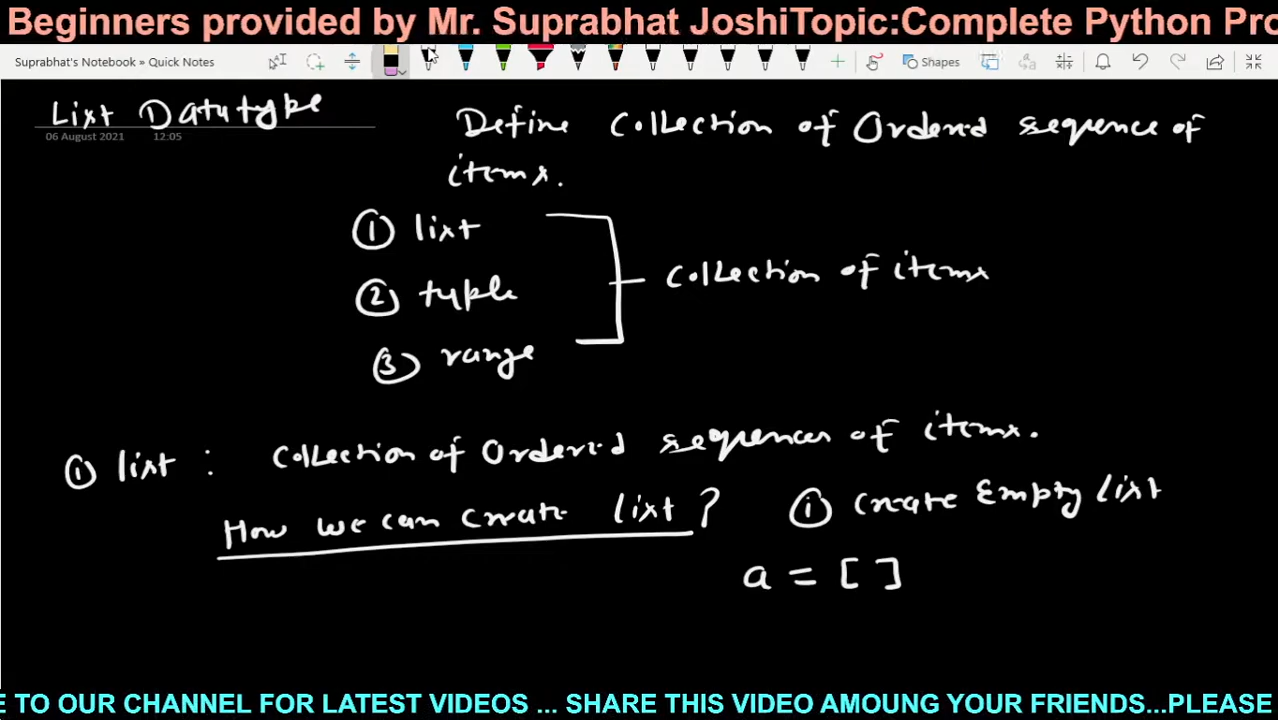 Beginners provided by Mr. Suprabhat JoshiTopic:Complete Python Pro
Suprabhat's Notebook » Quick Notes
Shapes
List Datatype
06 August 2021 12:05
Define Collection of Ordered sequence of
items.
① list
② tuple
③ range
Collection of items
① list : Collection of Ordered sequences of items.
How we can create list?
① Create Empty list
a = [ ]
E TO OUR CHANNEL FOR LATEST VIDEOS ... SHARE THIS VIDEO AMOUNG YOUR FRIENDS...PLEASE